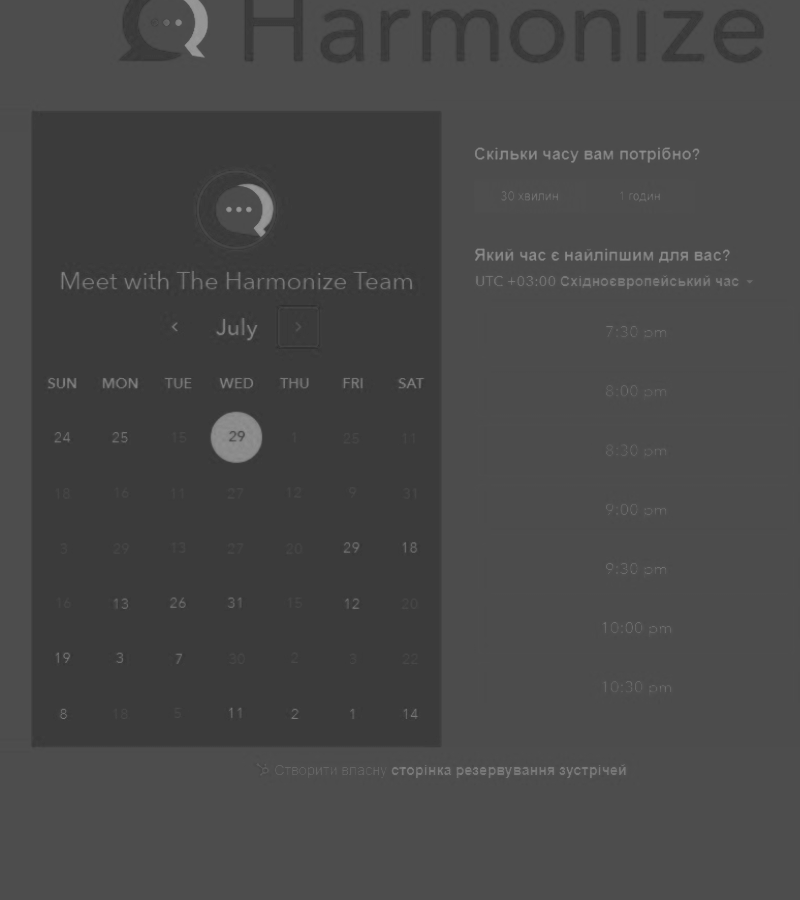 Harmonize
Meet with The Harmonize Team
July
SUN MON TUE WED THU FRI SAT
24 25 15 29 1 25 11
18 16 11 27 12 9 31
3 29 13 27 20 29 18
16 13 26 31 15 12 20
19 3 7 30 2 3 22
8 18 5 11 2 1 14
Скільки часу вам потрібно?
30 хвилин 1 годин
Який час є найліпшим для вас?
UTC +03:00 Східноєвропейський час
7:30 pm
8:00 pm
8:30 pm
9:00 pm
9:30 pm
10:00 pm
10:30 pm
Створити власну сторінка резервування зустрічей